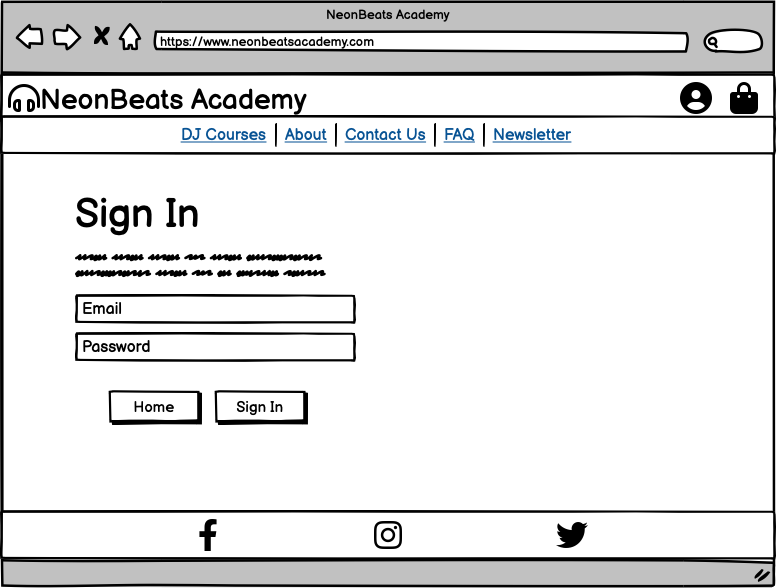 NeonBeats Academy
https://www.neonbeatsacademy.com
NeonBeats Academy
DJ Courses | About | Contact Us | FAQ | Newsletter
Sign In
Email
Password
Home Sign In